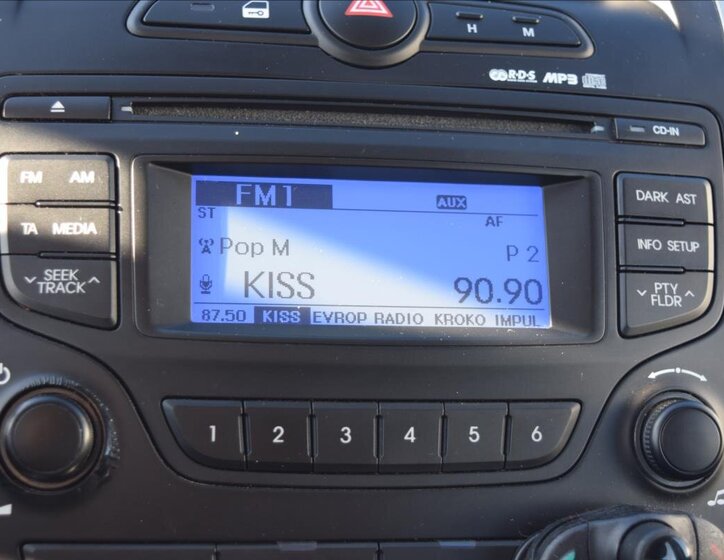 H M
R·D·S MP3
CD-IN
FM AM
TA MEDIA
SEEK
TRACK
FM1 AUX
ST AF
Pop M P 2
KISS 90.90
87.50 KISS EVROP RADIO KROKO IMPUL
DARK AST
INFO SETUP
PTY
FLDR
1 2 3 4 5 6